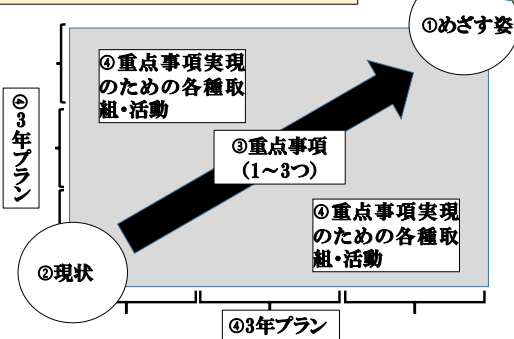 ①めざす姿
④重点事項実現
のための各種取
組・活動
④3年プラン
③重点事項
(1~3つ)
④重点事項実現
のための各種取
組・活動
②現状
④3年プラン